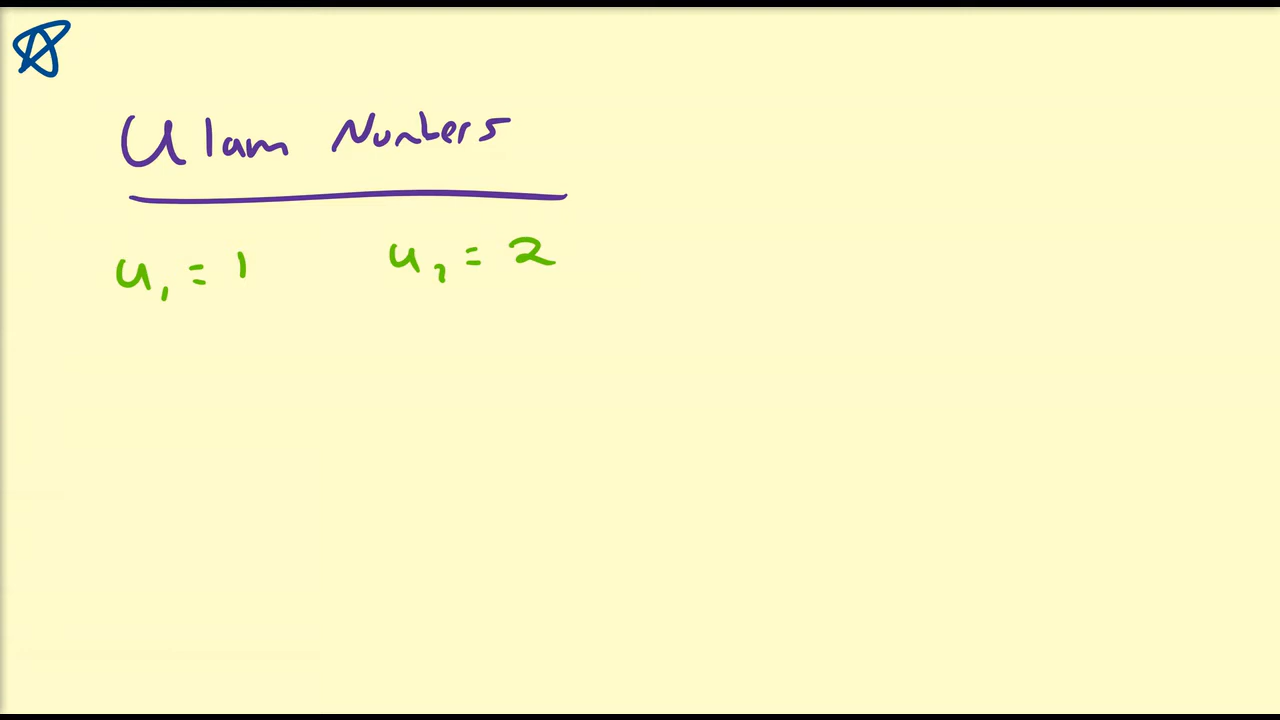 Ulam Numbers
u₁ = 1 u₂ = 2